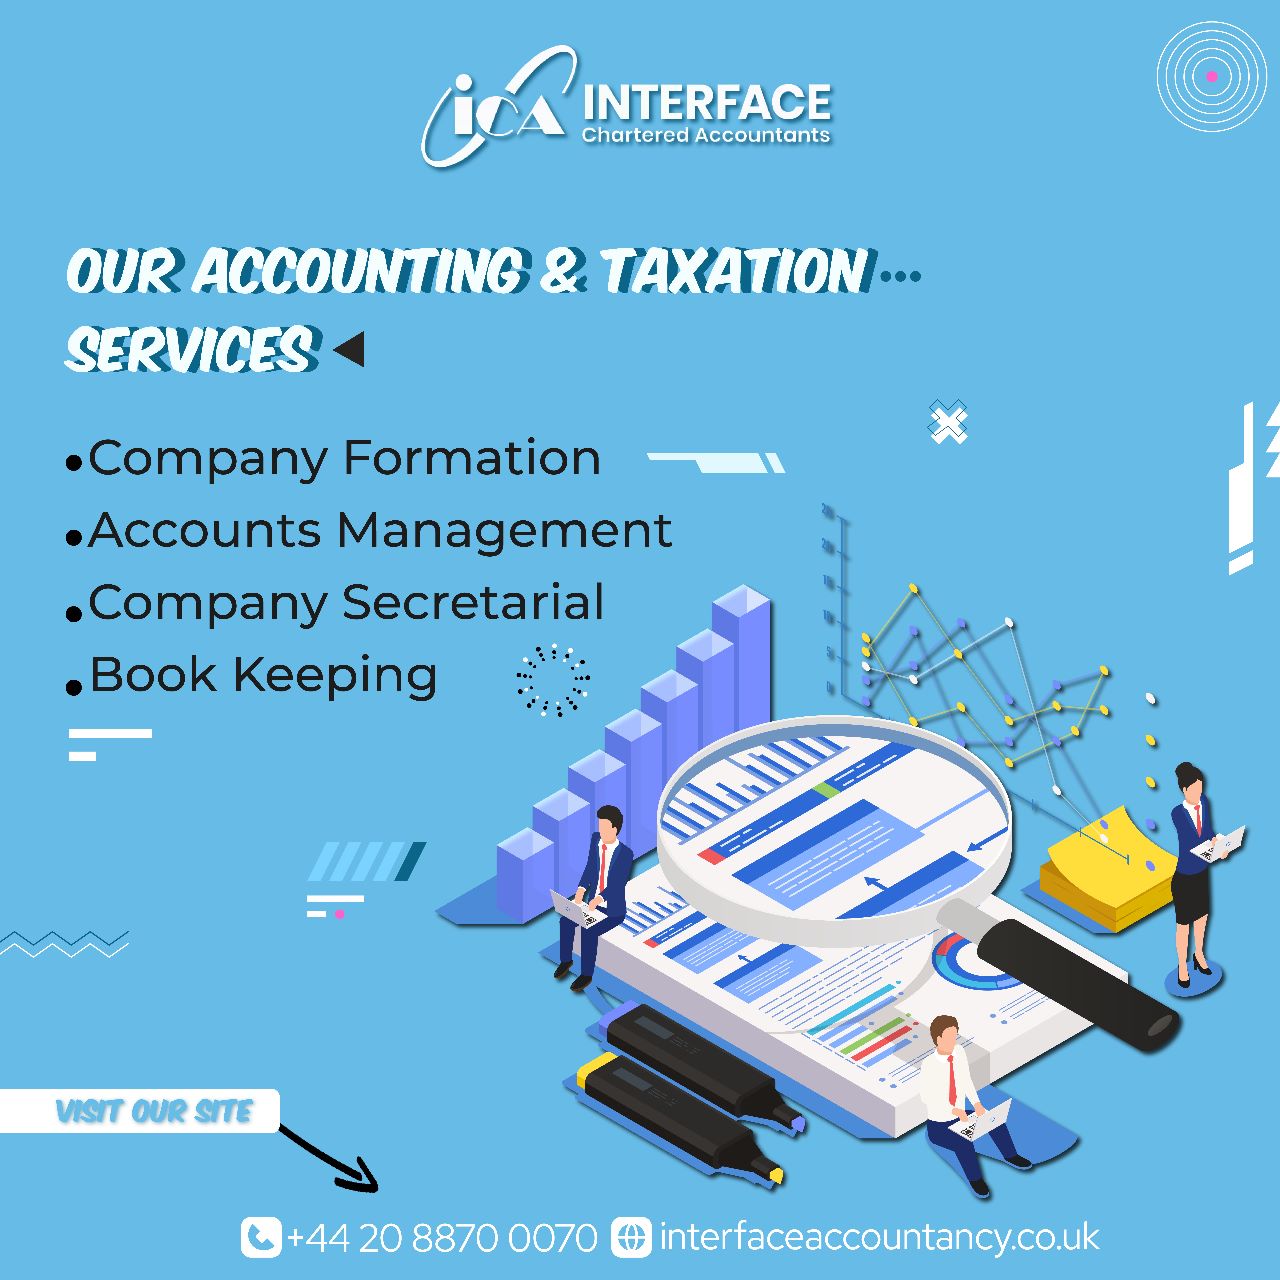 iCA INTERFACE
Chartered Accountants
OUR ACCOUNTING & TAXATION
SERVICES
•Company Formation
•Accounts Management
•Company Secretarial
•Book Keeping
VISIT OUR SITE
+44 20 8870 0070 interfaceaccountancy.co.uk